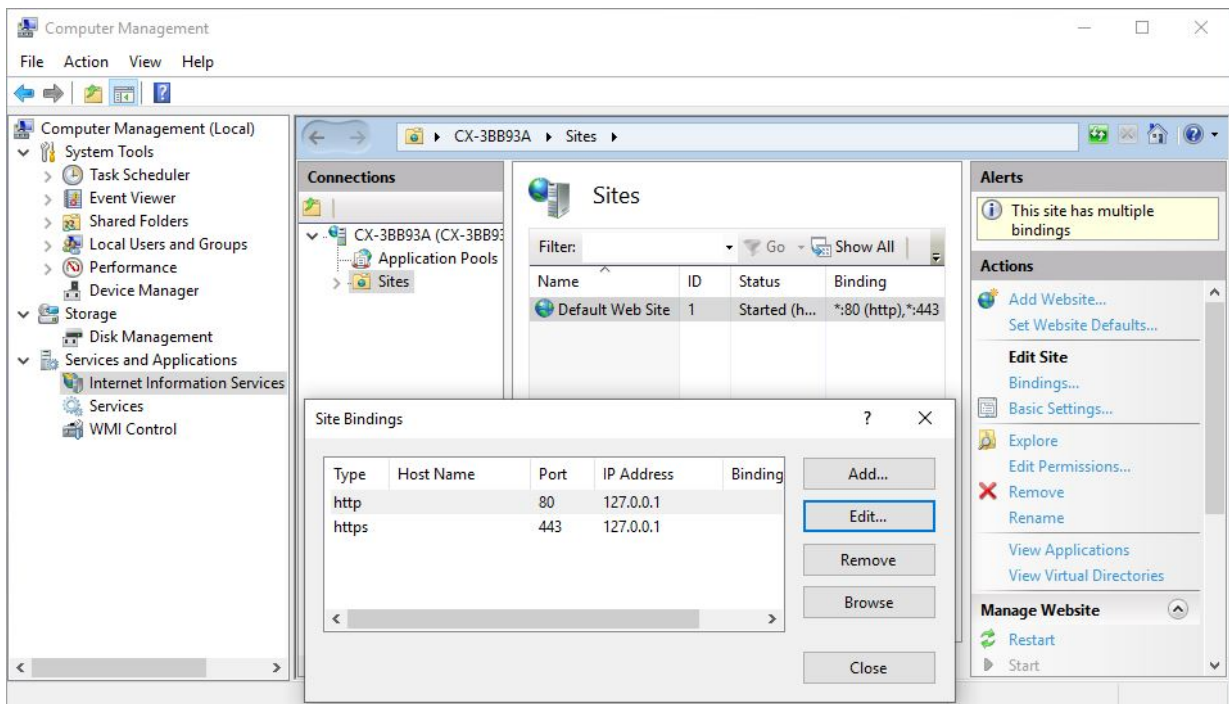 Computer Management
File Action View Help
Computer Management (Local)
System Tools
Task Scheduler
Event Viewer
Shared Folders
Local Users and Groups
Performance
Device Manager
Storage
Disk Management
Services and Applications
Internet Information Services
Services
WMI Control
CX-3BB93A Sites
Connections
CX-3BB93A (CX-3BB93
Application Pools
Sites
Sites
Filter: Go Show All
Name ID Status Binding
Default Web Site 1 Started (h... *:80 (http),*:443
Alerts
This site has multiple
bindings
Actions
Add Website...
Set Website Defaults...
Edit Site
Bindings...
Basic Settings...
Explore
Edit Permissions...
Remove
Rename
View Applications
View Virtual Directories
Manage Website
Restart
Start
Site Bindings
Type Host Name Port IP Address Binding
http 80 127.0.0.1
https 443 127.0.0.1
Add...
Edit...
Remove
Browse
Close